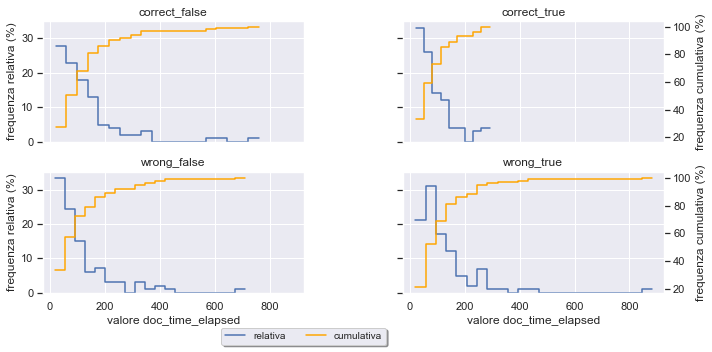 correct_false
correct_true
frequenza relativa (%)
30
20
10
0
100
80
60
40
20
frequenza cumulativa (%)
wrong_false
wrong_true
frequenza relativa (%)
30
20
10
0
100
80
60
40
20
frequenza cumulativa (%)
0 200 400 600 800
0 200 400 600 800
valore doc_time_elapsed
valore doc_time_elapsed
relativa cumulativa